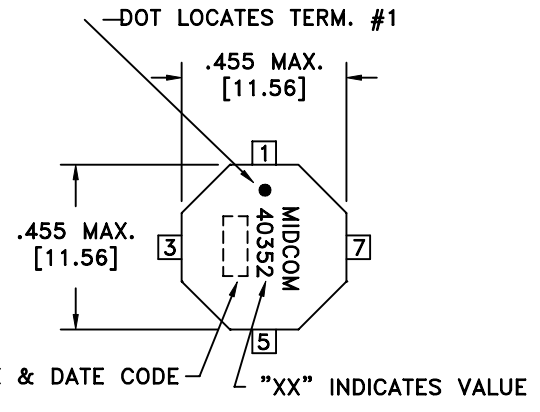 DOT LOCATES TERM. #1
.455 MAX.
[11.56]
1
.455 MAX.
[11.56]
3
MIDCOM
40352
7
5
& DATE CODE
"XX" INDICATES VALUE